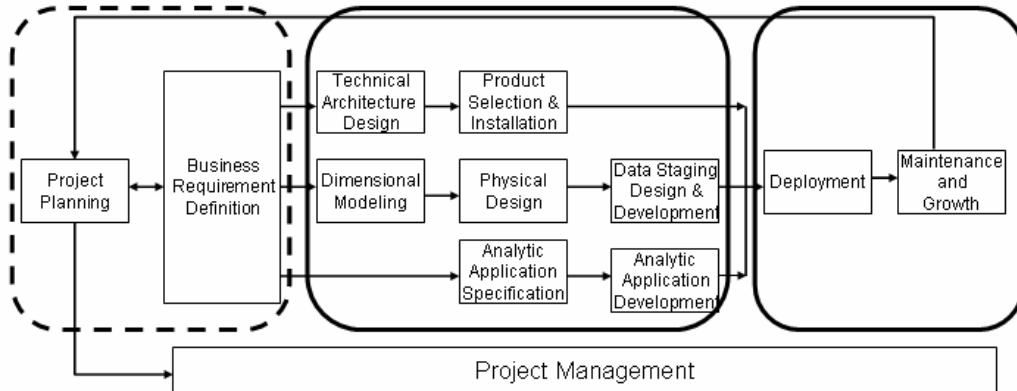 Project
Planning
Business
Requirement
Definition
Technical
Architecture
Design
Product
Selection &
Installation
Dimensional
Modeling
Physical
Design
Data Staging
Design &
Development
Analytic
Application
Specification
Analytic
Application
Development
Deployment
Maintenance
and
Growth
Project Management